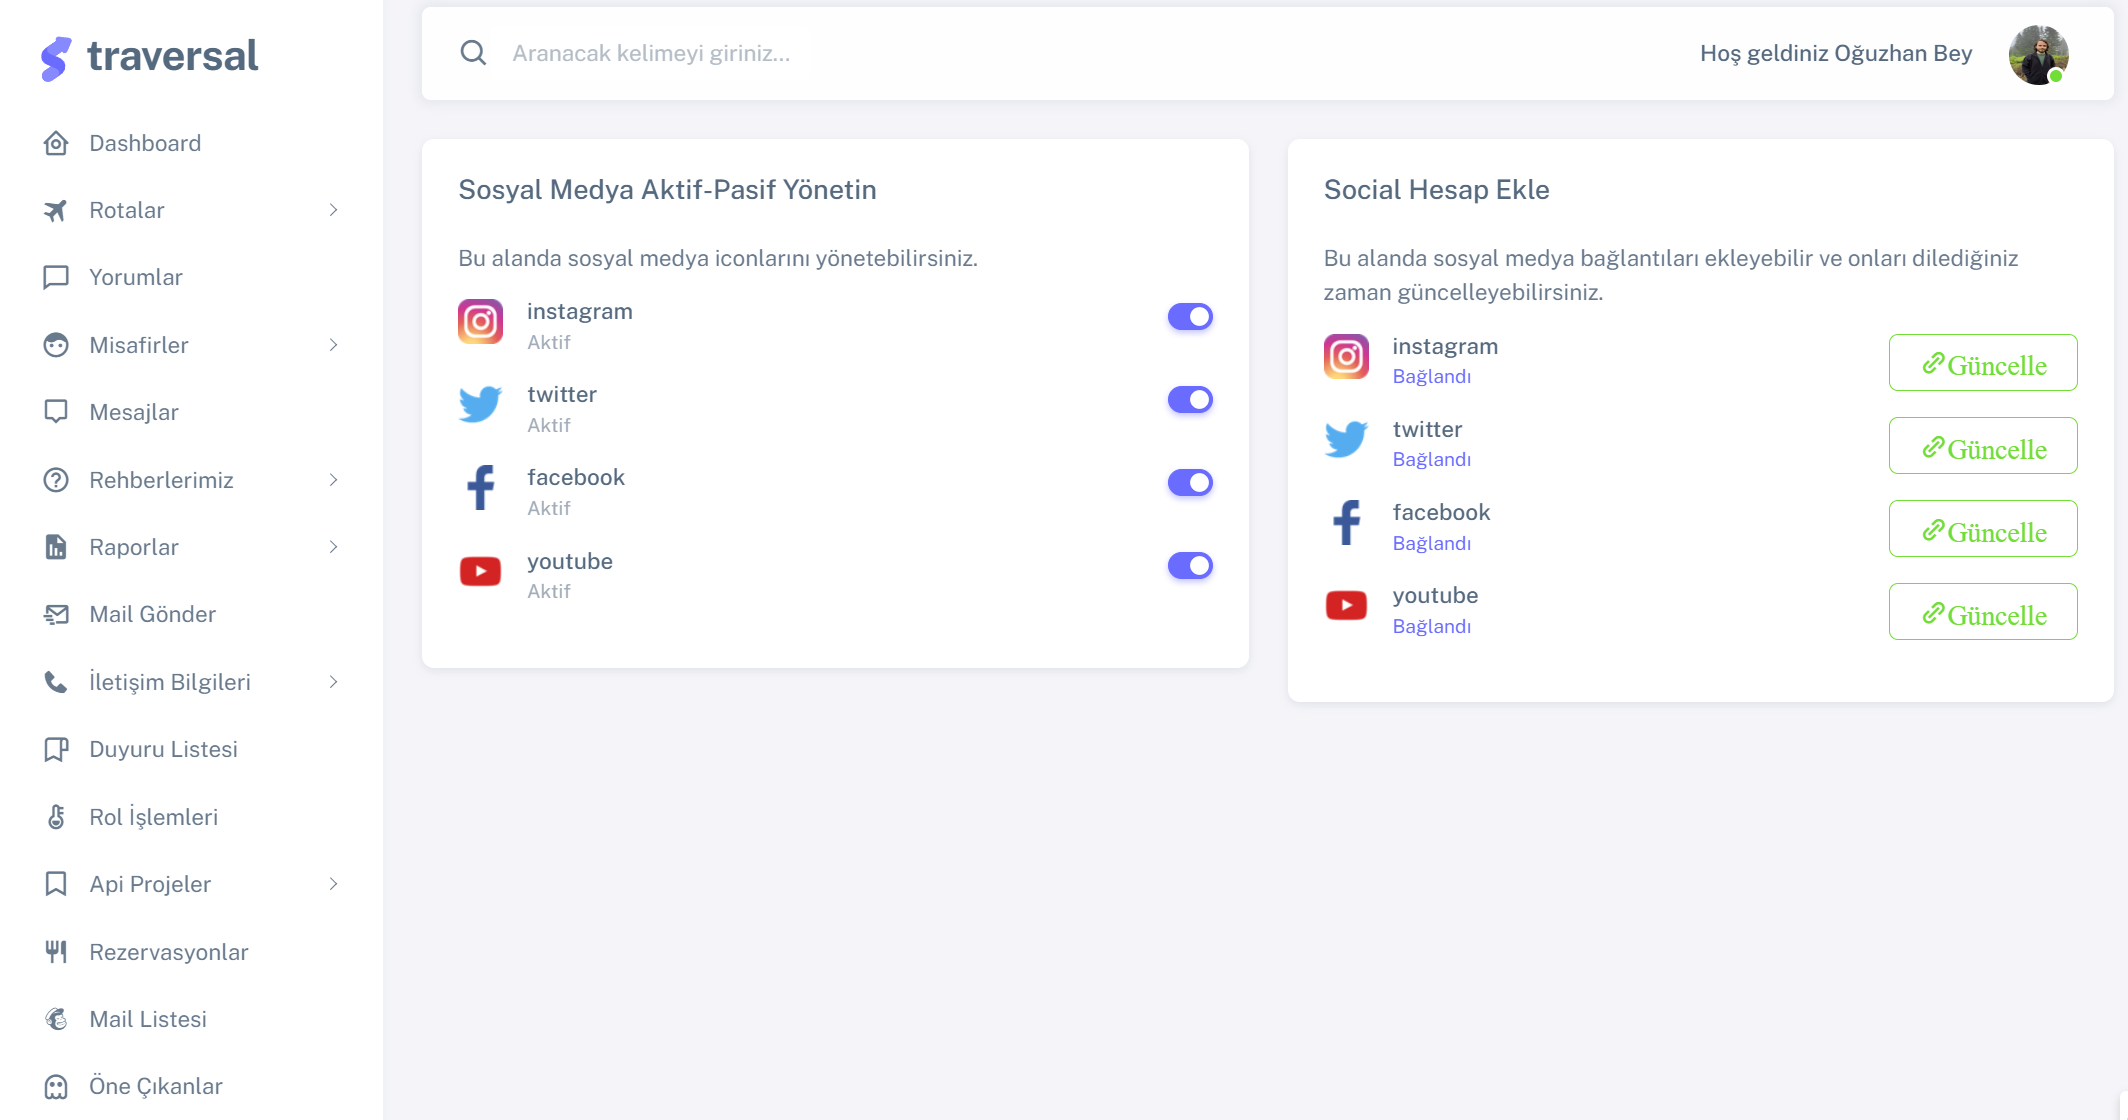 traversal
Dashboard
Rotalar
Yorumlar
Misafirler
Mesajlar
Rehberlerimiz
Raporlar
Mail Gönder
İletişim Bilgileri
Duyuru Listesi
Rol İşlemleri
Api Projeler
Rezervasyonlar
Mail Listesi
Öne Çıkanlar
Aranacak kelimeyi giriniz...
Hoş geldiniz Oğuzhan Bey
Sosyal Medya Aktif-Pasif Yönetin
Bu alanda sosyal medya iconlarını yönetebilirsiniz.
instagram
Aktif
twitter
Aktif
facebook
Aktif
youtube
Aktif
Social Hesap Ekle
Bu alanda sosyal medya bağlantıları ekleyebilir ve onları dilediğiniz
zaman güncelleyebilirsiniz.
instagram
Bağlandı
Güncelle
twitter
Bağlandı
Güncelle
facebook
Bağlandı
Güncelle
youtube
Bağlandı
Güncelle